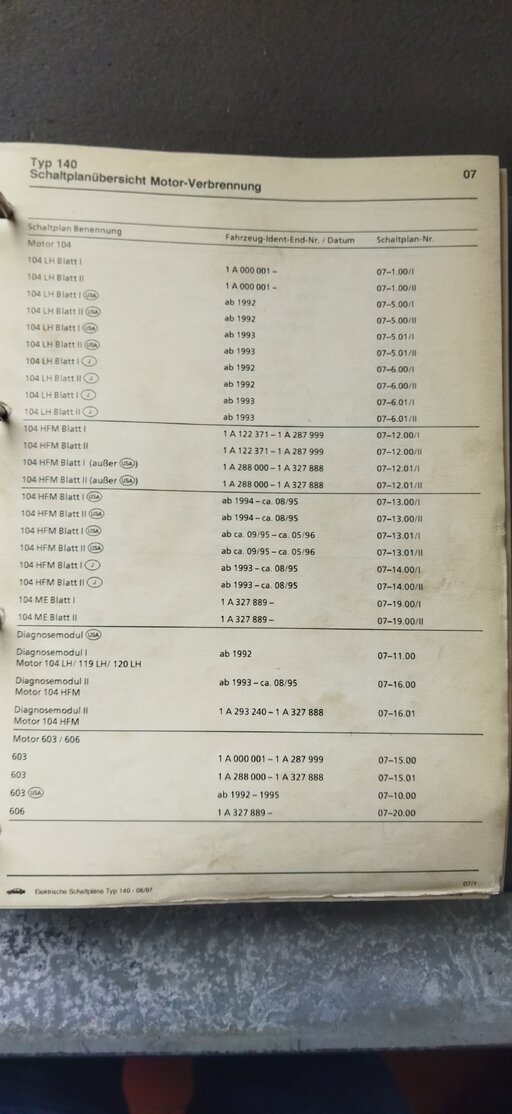 Typ 140
Schaltplanübersicht Motor-Verbrennung 07
Schaltplan Benennung Fahrzeug-Ident-End-Nr. / Datum Schaltplan-Nr.
Motor 104
104 LH Blatt I 1 A 000 001 – 07–1.00/I
104 LH Blatt II 1 A 000 001 – 07–1.00/II
104 LH Blatt I USA ab 1992 07–5.00/I
104 LH Blatt II USA ab 1992 07–5.00/II
104 LH Blatt I USA ab 1993 07–5.01/I
104 LH Blatt II USA ab 1993 07–5.01/II
104 LH Blatt I J ab 1992 07–6.00/I
104 LH Blatt II J ab 1992 07–6.00/II
104 LH Blatt I J ab 1993 07–6.01/I
104 LH Blatt II J ab 1993 07–6.01/II
104 HFM Blatt I 1 A 122 371 – 1 A 287 999 07–12.00/I
104 HFM Blatt II 1 A 122 371 – 1 A 287 999 07–12.00/II
104 HFM Blatt I (außer USA) 1 A 288 000 – 1 A 327 888 07–12.01/I
104 HFM Blatt II (außer USA) 1 A 288 000 – 1 A 327 888 07–12.01/II
104 HFM Blatt I USA ab 1994 – ca. 08/95 07–13.00/I
104 HFM Blatt II USA ab 1994 – ca. 08/95 07–13.00/II
104 HFM Blatt I USA ab ca. 09/95 – ca. 05/96 07–13.01/I
104 HFM Blatt II USA ab ca. 09/95 – ca. 05/96 07–13.01/II
104 HFM Blatt I J ab 1993 – ca. 08/95 07–14.00/I
104 HFM Blatt II J ab 1993 – ca. 08/95 07–14.00/II
104 ME Blatt I 1 A 327 889 – 07–19.00/I
104 ME Blatt II 1 A 327 889 – 07–19.00/II
Diagnosemodul USA
Diagnosemodul I ab 1992 07–11.00
Motor 104 LH/ 119 LH/ 120 LH
Diagnosemodul II ab 1993 – ca. 08/95 07–16.00
Motor 104 HFM
Diagnosemodul II 1 A 293 240 – 1 A 327 888 07–16.01
Motor 104 HFM
Motor 603 / 606
603 1 A 000 001 – 1 A 287 999 07–15.00
603 1 A 288 000 – 1 A 327 888 07–15.01
603 USA ab 1992 – 1995 07–10.00
606 1 A 327 889 – 07–20.00
Elektrische Schaltpläne Typ 140 - 08/97 07/1